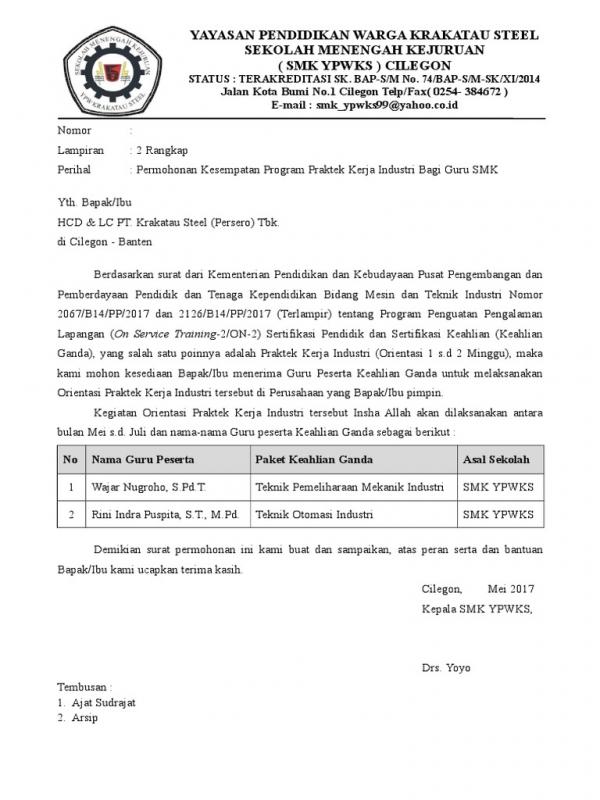 SEKOLAH MENENGAH KEJURUAN
YPW KRAKATAU STEEL
YAYASAN PENDIDIKAN WARGA KRAKATAU STEEL
SEKOLAH MENENGAH KEJURUAN
( SMK YPWKS ) CILEGON
STATUS : TERAKREDITASI SK. BAP-S/M No. 74/BAP-S/M-SK/XI/2014
Jalan Kota Bumi No.1 Cilegon Telp/Fax( 0254- 384672 )
E-mail : smk_ypwks99@yahoo.co.id
Nomor :
Lampiran : 2 Rangkap
Perihal : Permohonan Kesempatan Program Praktek Kerja Industri Bagi Guru SMK
Yth. Bapak/Ibu
HCD & LC PT. Krakatau Steel (Persero) Tbk.
di Cilegon - Banten
Berdasarkan surat dari Kementerian Pendidikan dan Kebudayaan Pusat Pengembangan dan
Pemberdayaan Pendidik dan Tenaga Kependidikan Bidang Mesin dan Teknik Industri Nomor
2067/B14/PP/2017 dan 2126/B14/PP/2017 (Terlampir) tentang Program Penguatan Pengalaman
Lapangan (On Service Training-2/ON-2) Sertifikasi Pendidik dan Sertifikasi Keahlian (Keahlian
Ganda), yang salah satu poinnya adalah Praktek Kerja Industri (Orientasi 1 s.d 2 Minggu), maka
kami mohon kesediaan Bapak/Ibu menerima Guru Peserta Keahlian Ganda untuk melaksanakan
Orientasi Praktek Kerja Industri tersebut di Perusahaan yang Bapak/Ibu pimpin.
Kegiatan Orientasi Praktek Kerja Industri tersebut Insha Allah akan dilaksanakan antara
bulan Mei s.d. Juli dan nama-nama Guru peserta Keahlian Ganda sebagai berikut :
No Nama Guru Peserta Paket Keahlian Ganda Asal Sekolah
1 Wajar Nugroho, S.Pd.T. Teknik Pemeliharaan Mekanik Industri SMK YPWKS
2 Rini Indra Puspita, S.T., M.Pd. Teknik Otomasi Industri SMK YPWKS
Demikian surat permohonan ini kami buat dan sampaikan, atas peran serta dan bantuan
Bapak/Ibu kami ucapkan terima kasih.
Cilegon, Mei 2017
Kepala SMK YPWKS,
Drs. Yoyo
Tembusan :
1. Ajat Sudrajat
2. Arsip